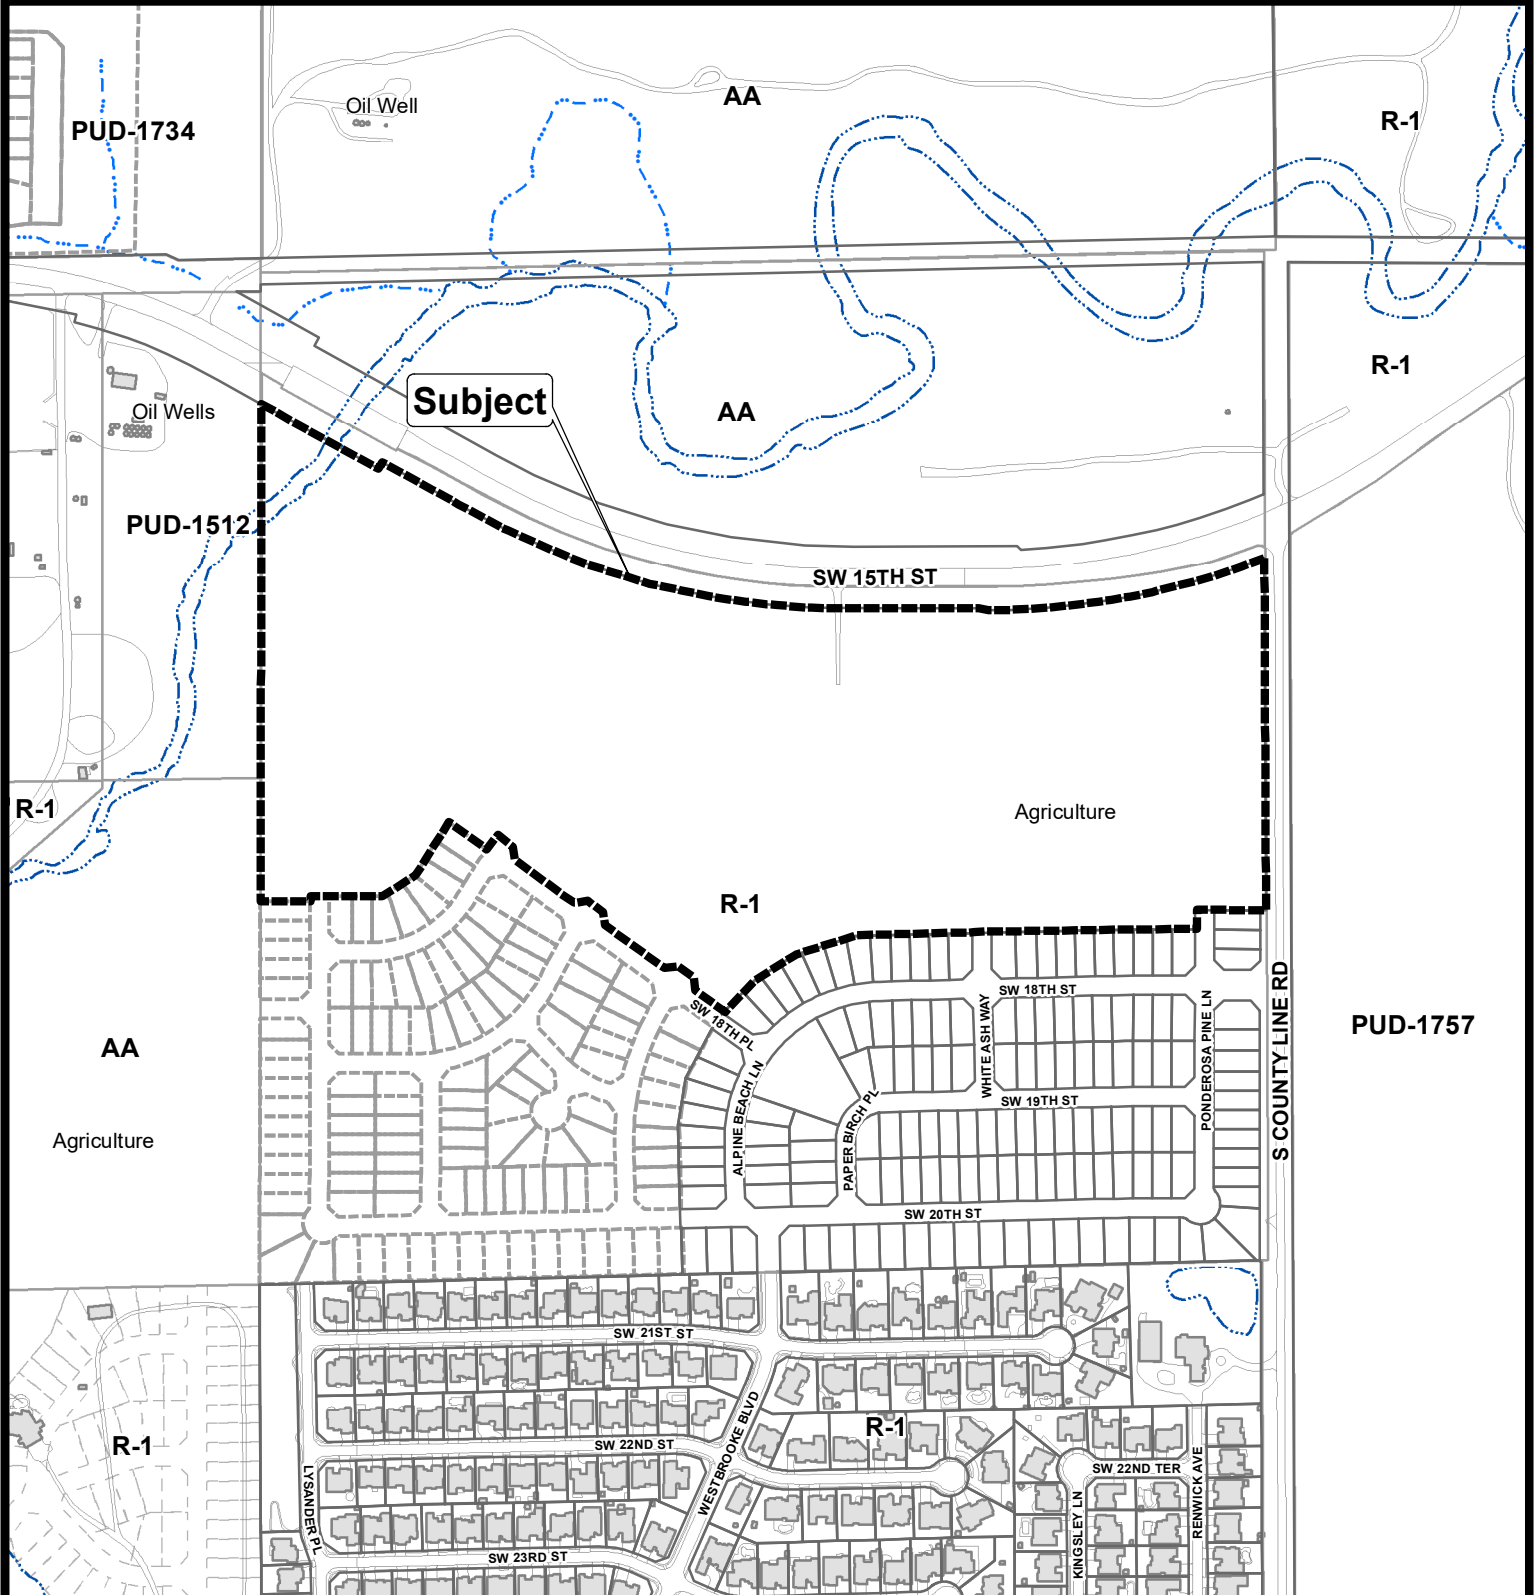 AA
Oil Well
R-1
PUD-1734
R-1
Subject
Oil Wells
AA
PUD-1512
SW 15TH ST
R-1
Agriculture
R-1
SW 18TH ST
SW 18TH PL
WHITE ASH WAY
PONDEROSA PINE LN
S COUNTY LINE RD
PUD-1757
AA
ALPINE BEACH LN
PAPER BIRCH PL
SW 19TH ST
Agriculture
SW 20TH ST
SW 21ST ST
WESTBROOKE BLVD
R-1
R-1
SW 22ND ST
SW 22ND TER
LYSANDER PL
KINGSLEY LN
RENWICK AVE
SW 23RD ST